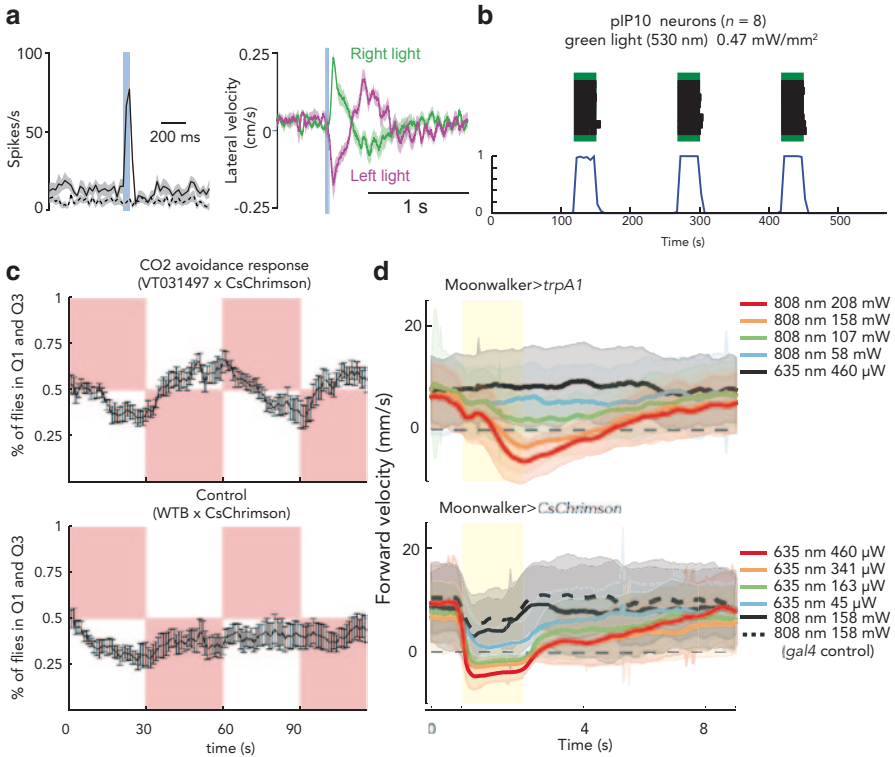 a
100
50
0
Spikes/s
200 ms
0.25
0
-0.25
Lateral velocity
(cm/s)
Right light
Left light
1 s
b
pIP10 neurons (n = 8)
green light (530 nm) 0.47 mW/mm²
1
0
0 100 200 300 400 500
Time (s)
c
CO2 avoidance response
(VT031497 x CsChrimson)
1
0.75
0.5
0.25
% of flies in Q1 and Q3
Control
(WTB x CsChrimson)
1
0.75
0.5
0.25
% of flies in Q1 and Q3
0 30 60 90
time (s)
d
Moonwalker>trpA1
20
0
808 nm 208 mW
808 nm 158 mW
808 nm 107 mW
808 nm 58 mW
635 nm 460 µW
Forward velocity (mm/s)
Moonwalker>CsChrimson
20
0
635 nm 460 µW
635 nm 341 µW
635 nm 163 µW
635 nm 45 µW
808 nm 158 mW
808 nm 158 mW
(gal4 control)
0 4 8
Time (s)